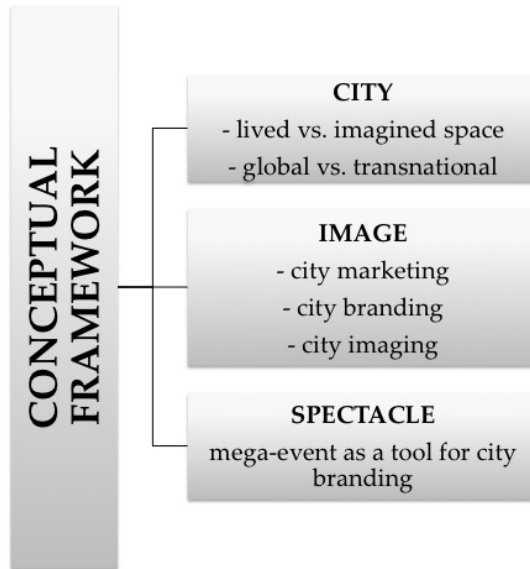 CONCEPTUAL
FRAMEWORK
CITY
- lived vs. imagined space
- global vs. transnational
IMAGE
- city marketing
- city branding
- city imaging
SPECTACLE
mega-event as a tool for city
branding